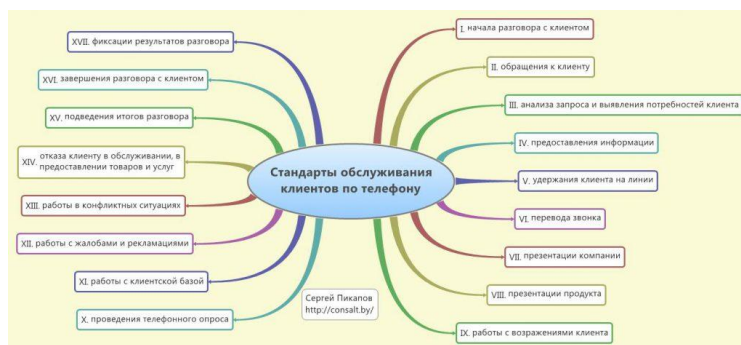 Стандарты обслуживания
клиентов по телефону
I. начала разговора с клиентом
II. обращения к клиенту
III. анализа запроса и выявления потребностей клиента
IV. предоставления информации
V. удержания клиента на линии
VI. перевода звонка
VII. презентации компании
VIII. презентации продукта
IX. работы с возражениями клиента
X. проведения телефонного опроса
XI. работы с клиентской базой
XII. работы с жалобами и рекламациями
XIII. работы в конфликтных ситуациях
XIV. отказа клиенту в обслуживании, в
предоставлении товаров и услуг
XV. подведения итогов разговора
XVI. завершения разговора с клиентом
XVII. фиксации результатов разговора
Сергей Пикапов
http://consalt.by/